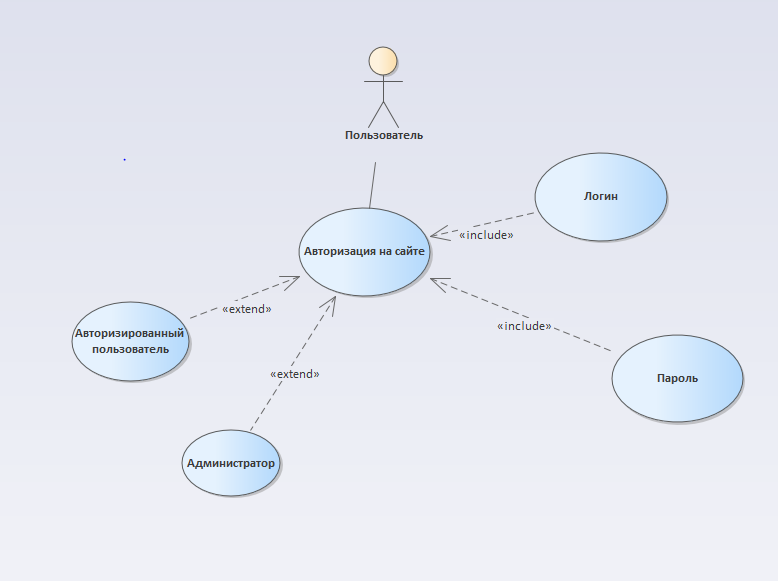 Пользователь
Логин
«include»
Авторизация на сайте
«extend»
«include»
Авторизированный
пользователь
«extend»
Пароль
Администратор